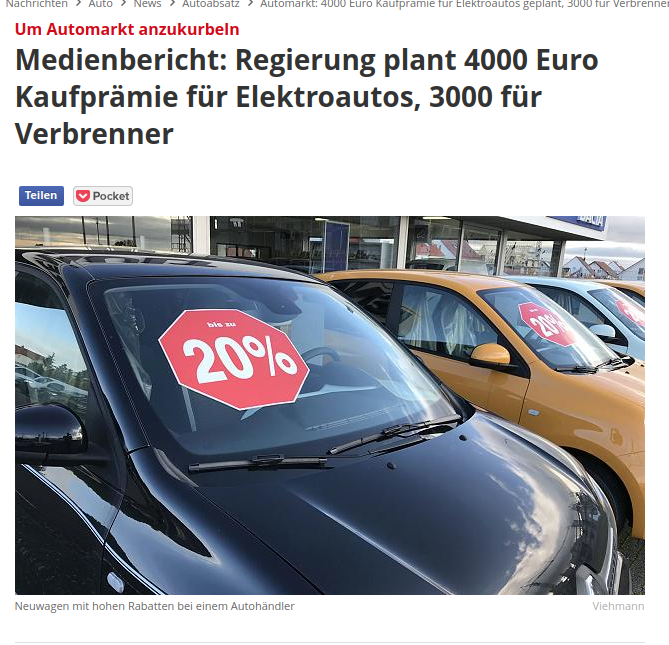 Nachrichten > Auto > News > Autoabsatz > Automarkt: 4000 Euro Kaufprämie für Elektroautos geplant, 3000 für Verbrenner
Um Automarkt anzukurbeln
Medienbericht: Regierung plant 4000 Euro
Kaufprämie für Elektroautos, 3000 für
Verbrenner
Teilen
Pocket
DACIA
bis zu
20%
20%
20%
Neuwagen mit hohen Rabatten bei einem Autohändler
Viehmann